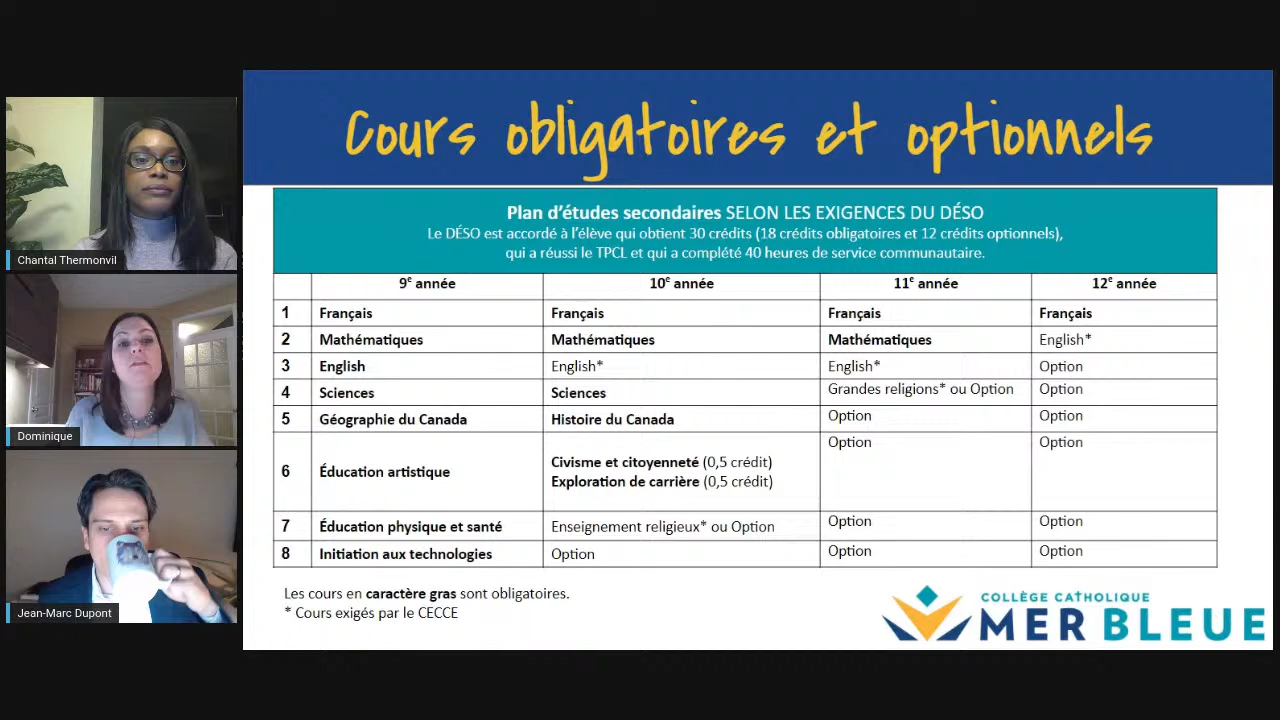 Chantal Thermonvil
Dominique
Jean-Marc Dupont
Cours obligatoires et optionnels
Plan d'études secondaires SELON LES EXIGENCES DU DÉSO
Le DÉSO est accordé à l'élève qui obtient 30 crédits (18 crédits obligatoires et 12 crédits optionnels),
qui a réussi le TPCL et qui a complété 40 heures de service communautaire.
9e année 10e année 11e année 12e année
1 Français Français Français Français
2 Mathématiques Mathématiques Mathématiques English*
3 English English* English* Option
4 Sciences Sciences Grandes religions* ou Option Option
5 Géographie du Canada Histoire du Canada Option Option
6 Éducation artistique Civisme et citoyenneté (0,5 crédit) Option Option
Exploration de carrière (0,5 crédit)
7 Éducation physique et santé Enseignement religieux* ou Option Option Option
8 Initiation aux technologies Option Option Option
Les cours en caractère gras sont obligatoires.
* Cours exigés par le CECCE
COLLÈGE CATHOLIQUE
MER BLEUE